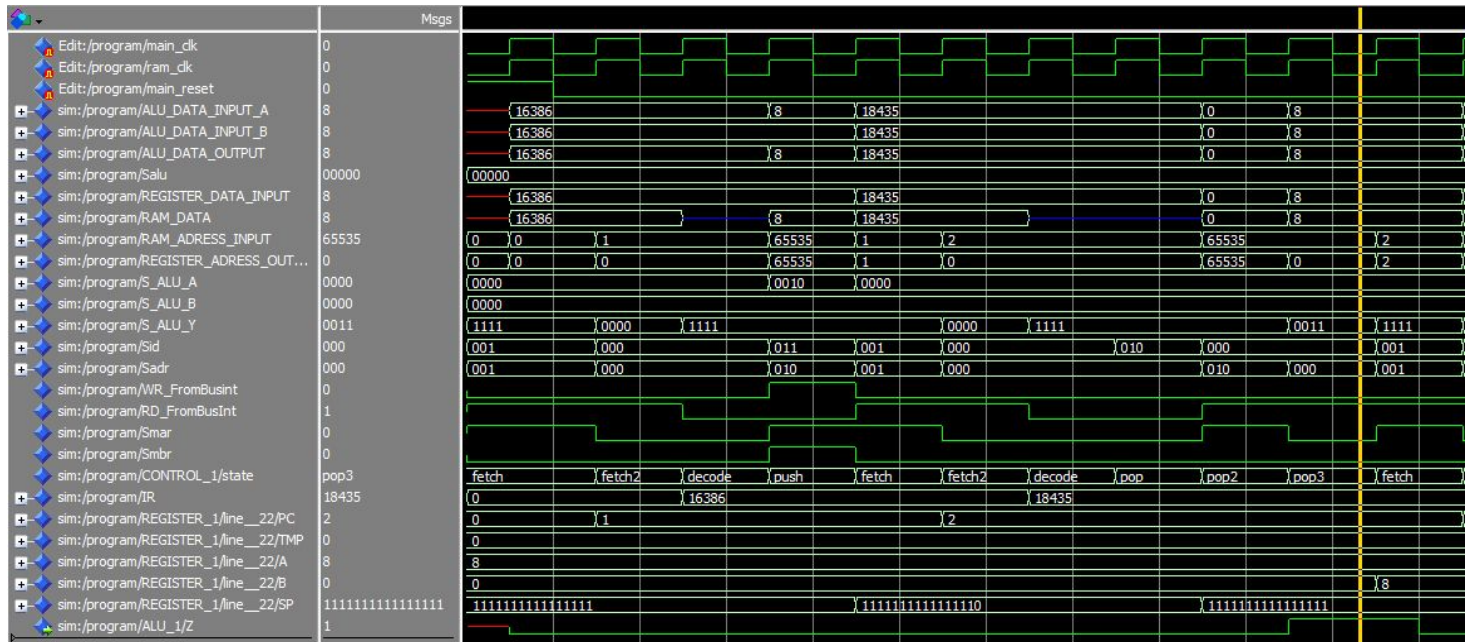 Msgs
Edit:/program/main_clk 0
Edit:/program/ram_clk 0
Edit:/program/main_reset 0
sim:/program/ALU_DATA_INPUT_A 8 16386 8 18435 0 8
sim:/program/ALU_DATA_INPUT_B 8 16386 18435 0 8
sim:/program/ALU_DATA_OUTPUT 8 16386 8 18435 0 8
sim:/program/Salu 00000 00000
sim:/program/REGISTER_DATA_INPUT 8 16386 18435 0 8
sim:/program/RAM_DATA 8 16386 8 18435 0 8
sim:/program/RAM_ADRESS_INPUT 65535 0 0 1 65535 1 2 65535 2
sim:/program/REGISTER_ADRESS_OUT... 0 0 0 0 65535 1 0 65535 0 2
sim:/program/S_ALU_A 0000 0000 0010 0000
sim:/program/S_ALU_B 0000 0000
sim:/program/S_ALU_Y 0011 1111 0000 1111 0000 1111 0011 1111
sim:/program/Sid 000 001 000 011 001 000 010 000 001
sim:/program/Sadr 000 001 000 010 001 000 010 000 001
sim:/program/WR_FromBusint 0
sim:/program/RD_FromBusInt 1
sim:/program/Smar 0
sim:/program/Smbr 0
sim:/program/CONTROL_1/state pop3 fetch fetch2 decode push fetch fetch2 decode pop pop2 pop3 fetch
sim:/program/IR 18435 0 16386 18435
sim:/program/REGISTER_1/line__22/PC 2 0 1 2
sim:/program/REGISTER_1/line__22/TMP 0 0
sim:/program/REGISTER_1/line__22/A 8 8
sim:/program/REGISTER_1/line__22/B 0 0 8
sim:/program/REGISTER_1/line__22/SP 1111111111111111 1111111111111111 1111111111111110 1111111111111111
sim:/program/ALU_1/Z 1